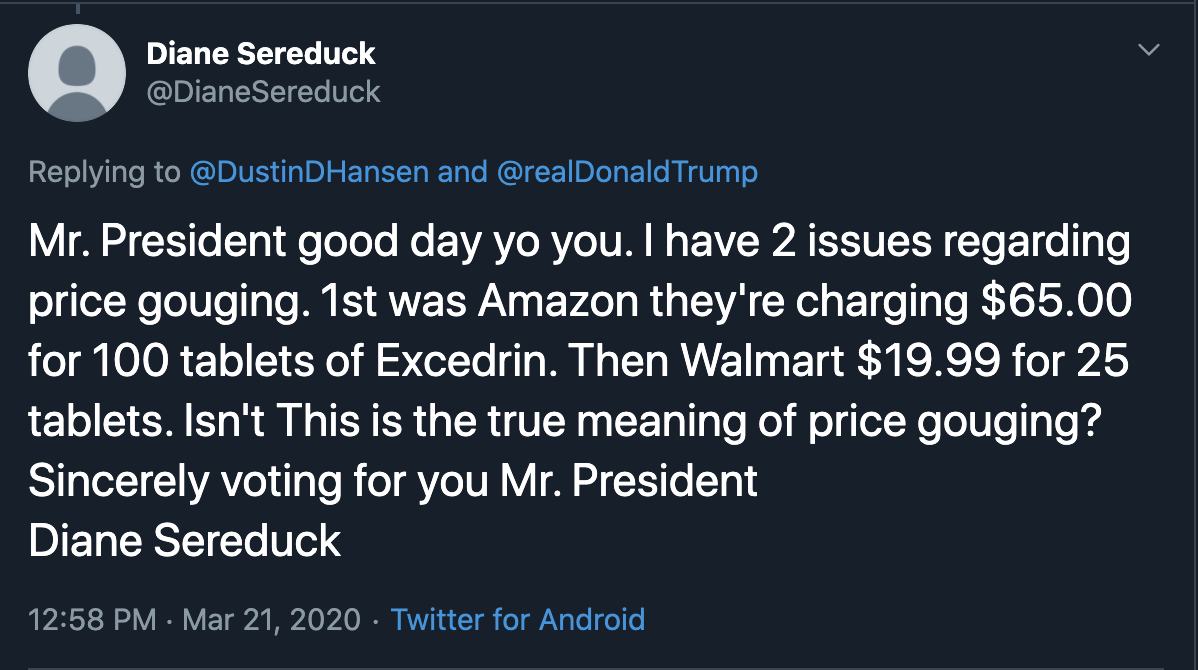 Diane Sereduck
@DianeSereduck
Replying to @DustinDHansen and @realDonaldTrump
Mr. President good day yo you. I have 2 issues regarding
price gouging. 1st was Amazon they're charging $65.00
for 100 tablets of Excedrin. Then Walmart $19.99 for 25
tablets. Isn't This is the true meaning of price gouging?
Sincerely voting for you Mr. President
Diane Sereduck
12:58 PM · Mar 21, 2020 · Twitter for Android